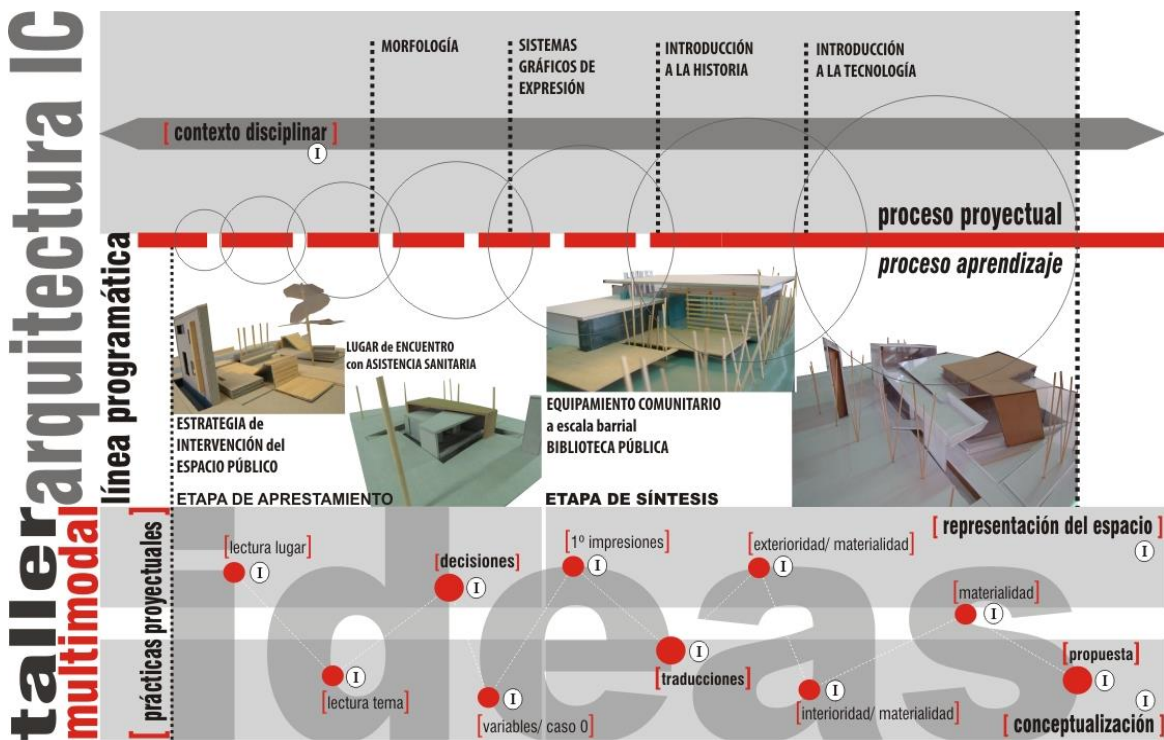 taller arquitectura IC
multimodal
línea programática
MORFOLOGÍA
SISTEMAS
GRÁFICOS DE
EXPRESIÓN
INTRODUCCIÓN
A LA HISTORIA
INTRODUCCIÓN
A LA TECNOLOGÍA
[ contexto disciplinar ]
I
proceso proyectual
proceso aprendizaje
LUGAR de ENCUENTRO
con ASISTENCIA SANITARIA
ESTRATEGIA de
INTERVENCIÓN del
ESPACIO PÚBLICO
EQUIPAMIENTO COMUNITARIO
a escala barrial
BIBLIOTECA PÚBLICA
ETAPA DE APRESTAMIENTO
ETAPA DE SÍNTESIS
[ prácticas proyectuales ]
ideas
[ representación del espacio ]
I
[lectura lugar]
I
[decisiones]
I
[1º impresiones]
I
[exterioridad/ materialidad]
I
[materialidad]
I
[lectura tema]
I
[variables/ caso 0]
I
[traducciones]
I
[interioridad/ materialidad]
I
[propuesta]
I
I
[ conceptualización ]